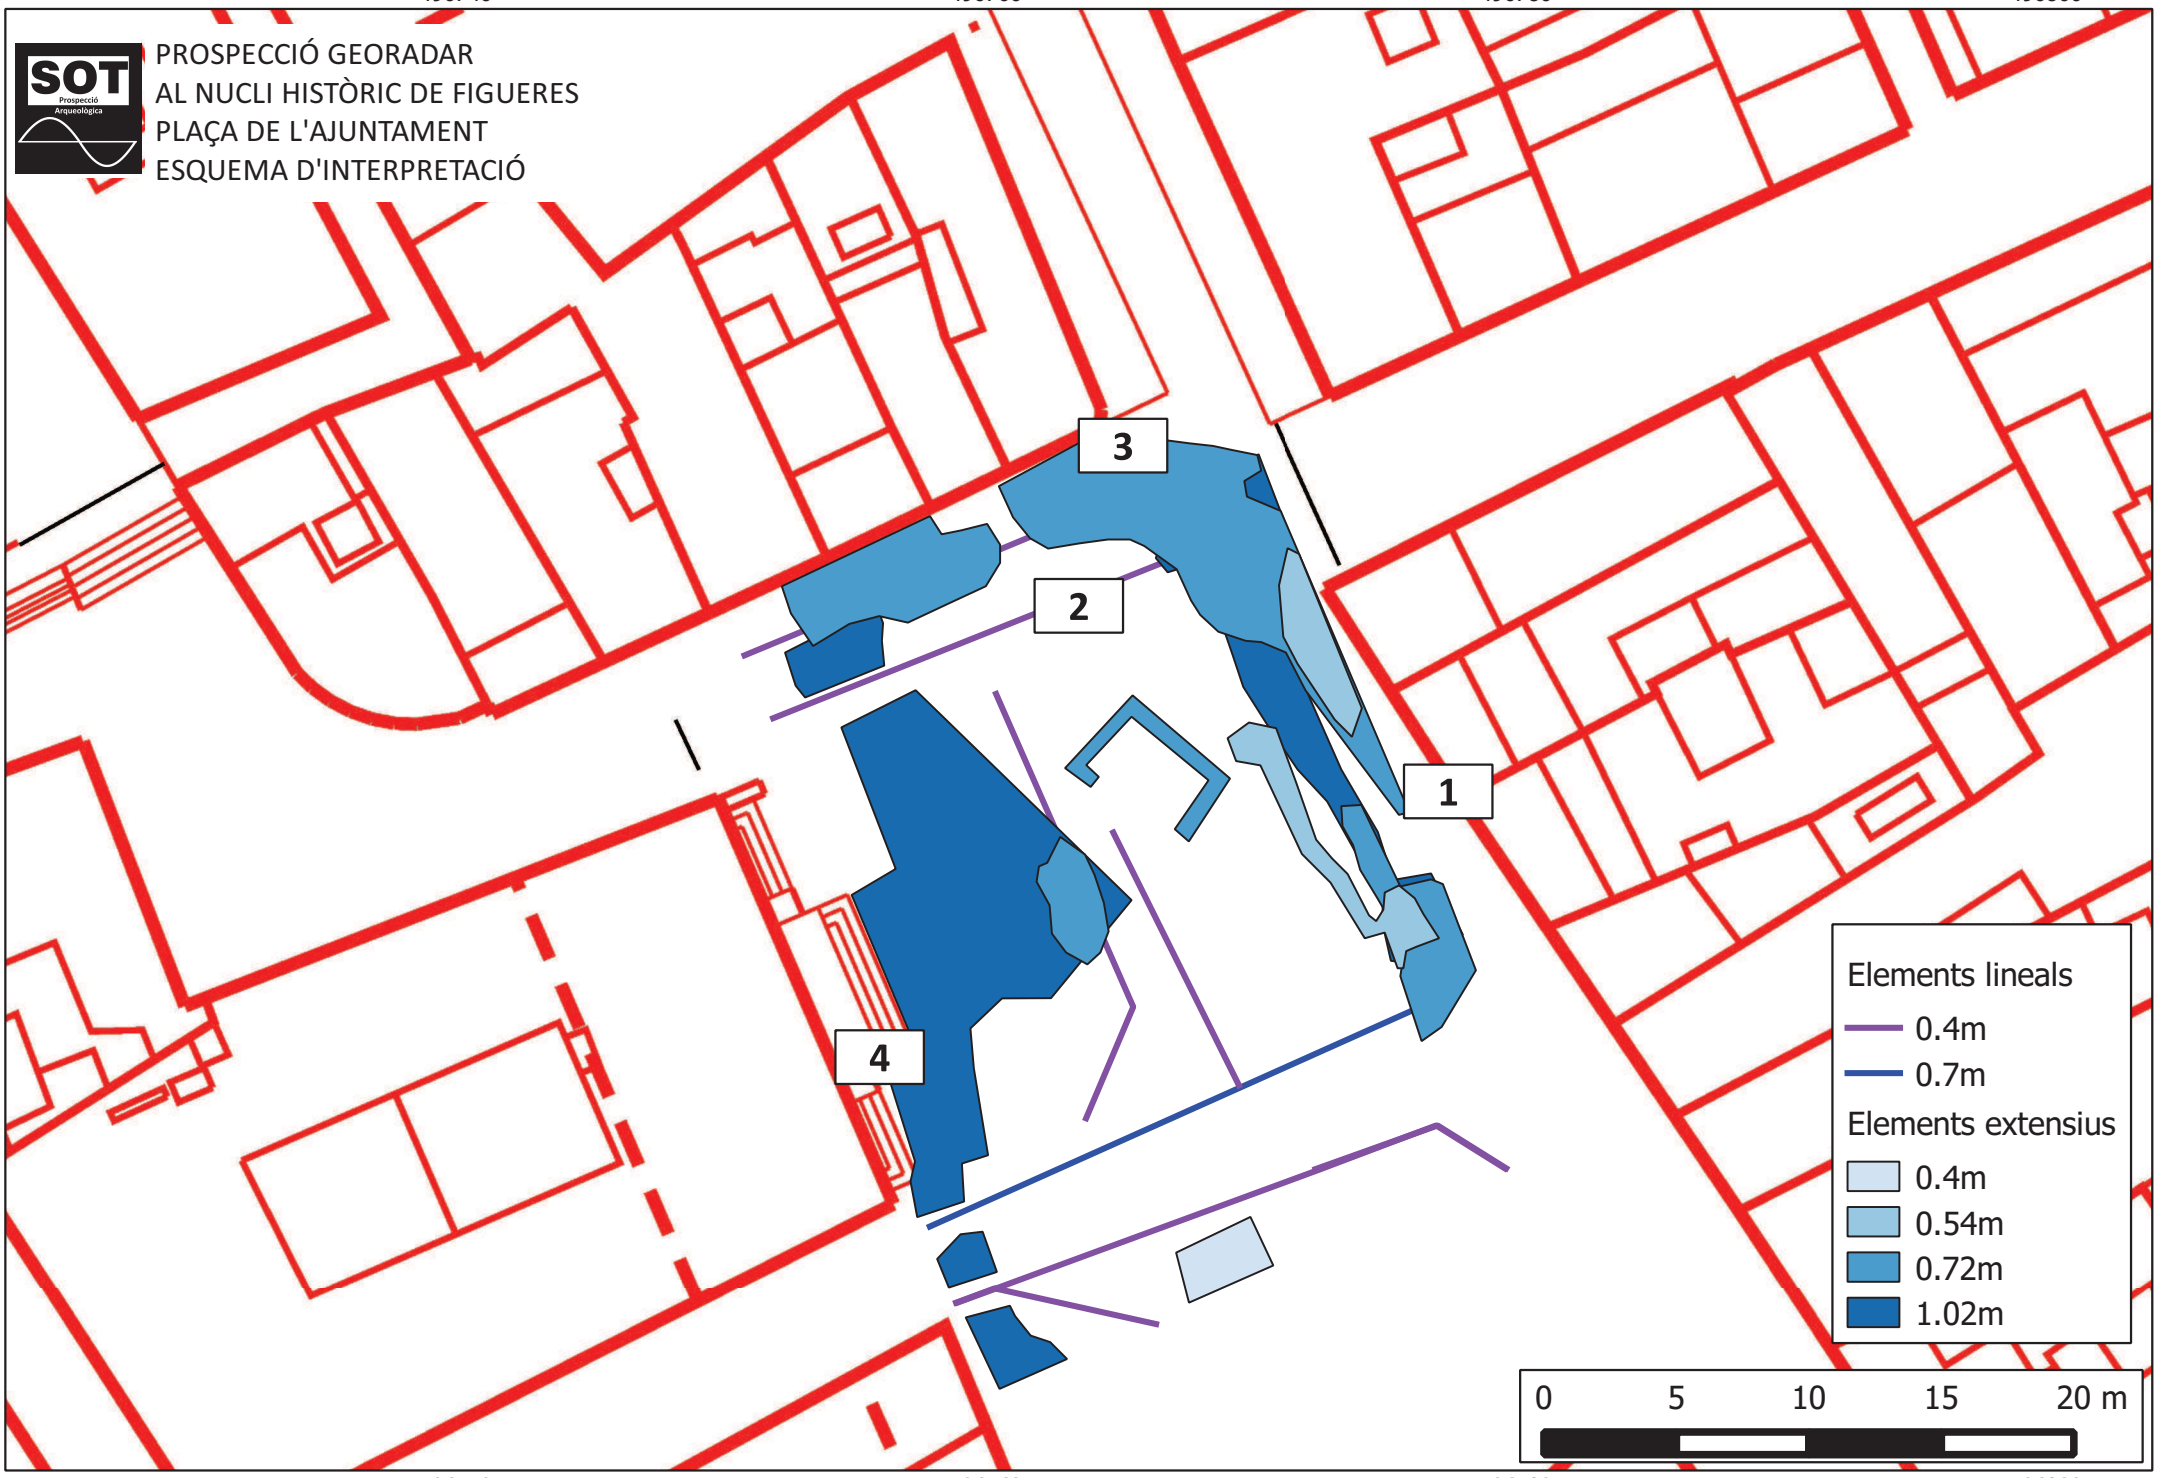 SOT
Prospecció
Arqueològica
PROSPECCIÓ GEORADAR
AL NUCLI HISTÒRIC DE FIGUERES
PLAÇA DE L'AJUNTAMENT
ESQUEMA D'INTERPRETACIÓ
3
2
1
4
Elements lineals
0.4m
0.7m
Elements extensius
0.4m
0.54m
0.72m
1.02m
0 5 10 15 20 m